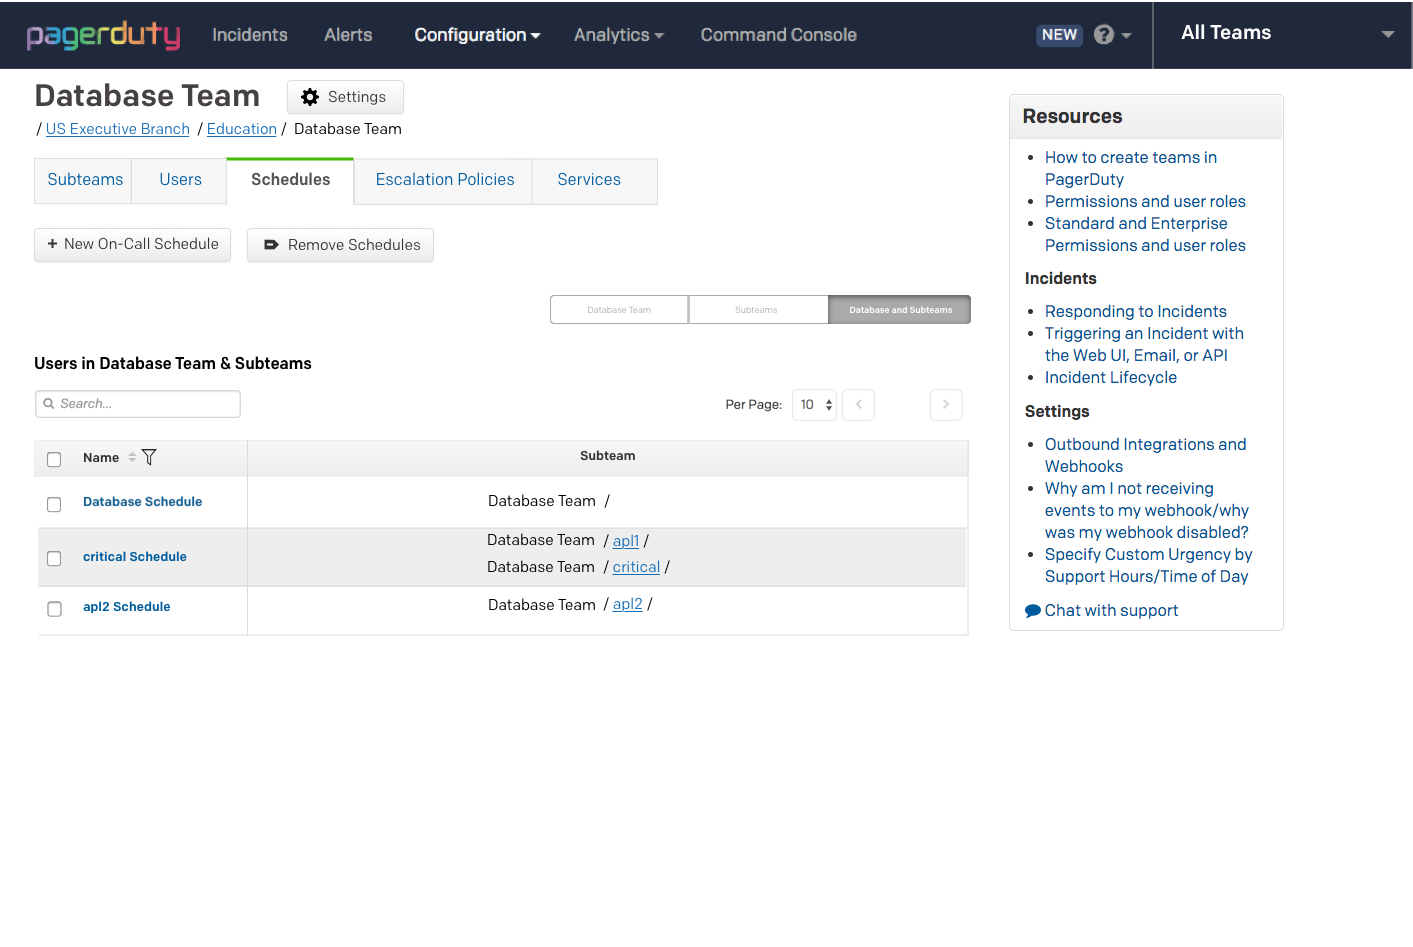 pagerduty Incidents Alerts Configuration Analytics Command Console NEW ? All Teams
Database Team Settings
/ US Executive Branch / Education / Database Team
Subteams Users Schedules Escalation Policies Services
+ New On-Call Schedule Remove Schedules
Database Team Subteams Database and Subteams
Users in Database Team & Subteams
Search... Per Page: 10 < >
Name Subteam
Database Schedule Database Team /
critical Schedule Database Team / apl1 /
Database Team / critical /
apl2 Schedule Database Team / apl2 /
Resources
• How to create teams in
PagerDuty
• Permissions and user roles
• Standard and Enterprise
Permissions and user roles
Incidents
• Responding to Incidents
• Triggering an Incident with
the Web UI, Email, or API
• Incident Lifecycle
Settings
• Outbound Integrations and
Webhooks
• Why am I not receiving
events to my webhook/why
was my webhook disabled?
• Specify Custom Urgency by
Support Hours/Time of Day
Chat with support